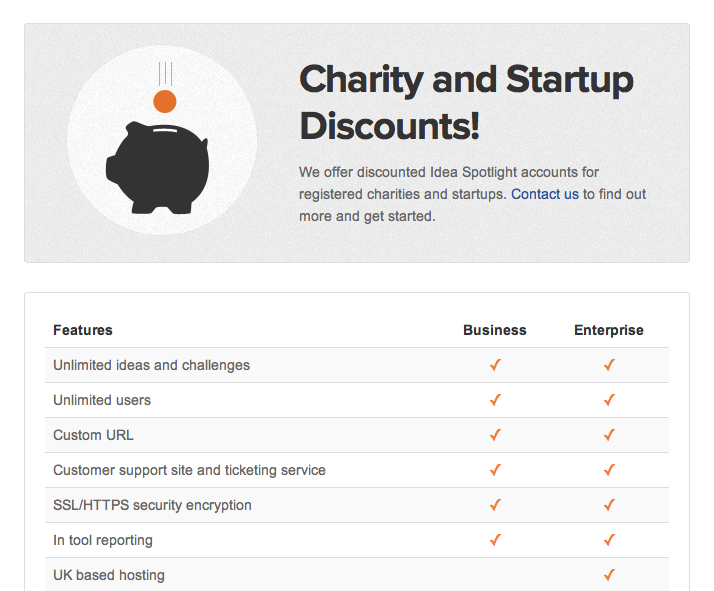 Charity and Startup
Discounts!
We offer discounted Idea Spotlight accounts for
registered charities and startups. Contact us to find out
more and get started.
Features Business Enterprise
Unlimited ideas and challenges ✓ ✓
Unlimited users ✓ ✓
Custom URL ✓ ✓
Customer support site and ticketing service ✓ ✓
SSL/HTTPS security encryption ✓ ✓
In tool reporting ✓ ✓
UK based hosting ✓